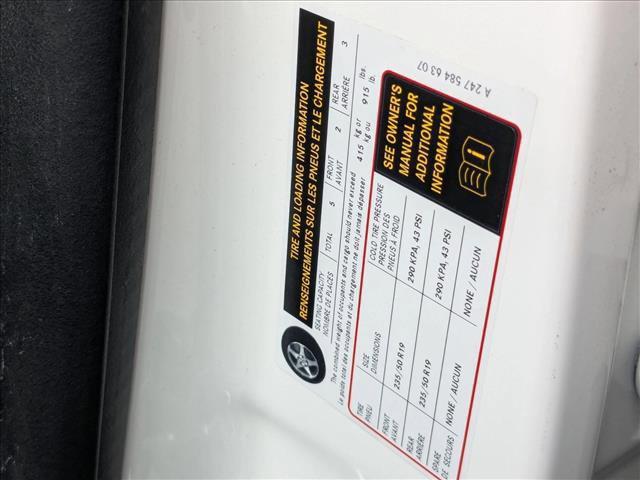 TIRE AND LOADING INFORMATION
RENSEIGNEMENTS SUR LES PNEUS ET LE CHARGEMENT
SEATING CAPACITY TOTAL 5 FRONT 2 REAR 3
NOMBRE DE PLACES AVANT ARRIÈRE
The combined weight of occupants and cargo should never exceed 415 kg or 915 lbs.
Le poids total des occupants et du chargement ne doit jamais dépasser kg ou lb.
TIRE SIZE COLD TIRE PRESSURE
PNEU DIMENSIONS PRESSION DES
PNEUS À FROID
FRONT 235/50 R19 290 KPA, 43 PSI
AVANT
REAR 235/50 R19 290 KPA, 43 PSI
ARRIÈRE
SPARE NONE / AUCUN NONE / AUCUN
DE SECOURS
SEE OWNER'S
MANUAL FOR
ADDITIONAL
INFORMATION
A 247 584 63 07